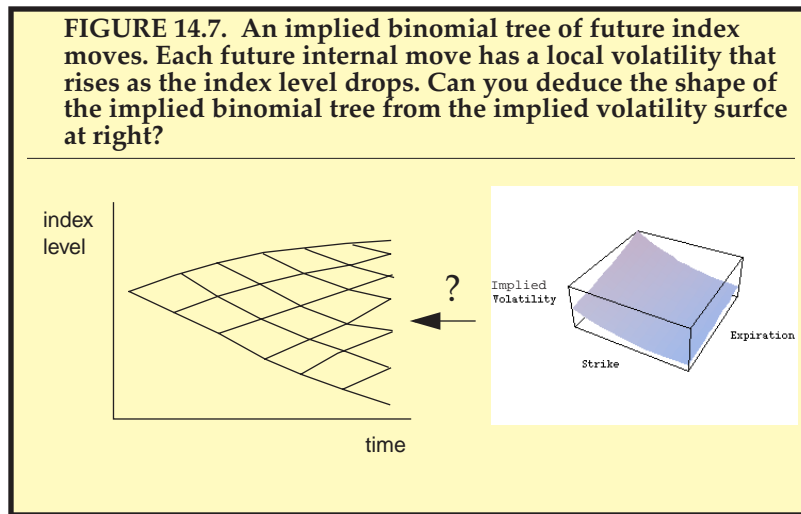 FIGURE 14.7. An implied binomial tree of future index
moves. Each future internal move has a local volatility that
rises as the index level drops. Can you deduce the shape of
the implied binomial tree from the implied volatility surfce
at right?
index
level
time
?
Implied
Volatility
Strike
Expiration